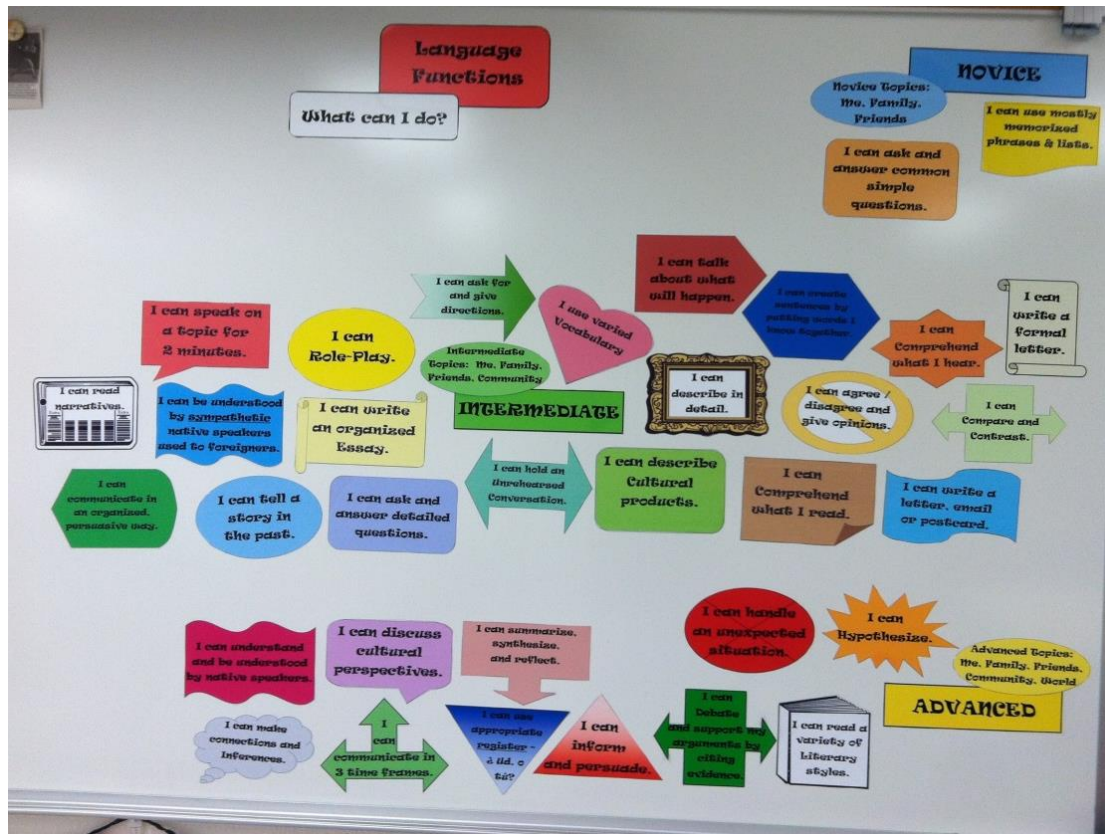 Language
Functions
What can I do?
NOVICE
Novice Topics:
Me, Family,
Friends
I can use mostly
memorized
phrases & lists.
I can ask and
answer common
simple
questions.
I can talk
about what
will happen.
I can create
sentences by
putting words I
know together.
I can ask for
and give
directions.
I use varied
Vocabulary
I can
write a
formal
letter.
I can speak on
a topic for
2 minutes.
I can
Role-Play.
I can
Comprehend
what I hear.
Intermediate
Topics: Me, Family,
Friends, Community
INTERMEDIATE
I can
describe in
detail.
I can agree /
disagree and
give opinions.
I can
Compare and
Contrast.
I can read
narratives.
I can be understood
by sympathetic
native speakers
used to foreigners.
I can write
an organized
Essay.
I can
communicate in
an organized,
persuasive way.
I can tell a
story in
the past.
I can ask and
answer detailed
questions.
I can hold an
Unrehearsed
Conversation.
I can describe
Cultural
products.
I can
Comprehend
what I read.
I can write a
letter, email
or postcard.
I can understand
and be understood
by native speakers.
I can discuss
cultural
perspectives.
I can summarize,
synthesize,
and reflect.
I can handle
an unexpected
situation.
I can
Hypothesize.
Advanced Topics:
Me, Family, Friends,
Community, World
ADVANCED
I can make
connections and
Inferences.
I
can
communicate in
3 time frames.
I can use
appropriate
register -
¿Ud. o
tú?
I can
inform
and persuade.
I can
Debate
and support my
arguments by
citing
evidence.
I can read a
variety of
Literary
styles.